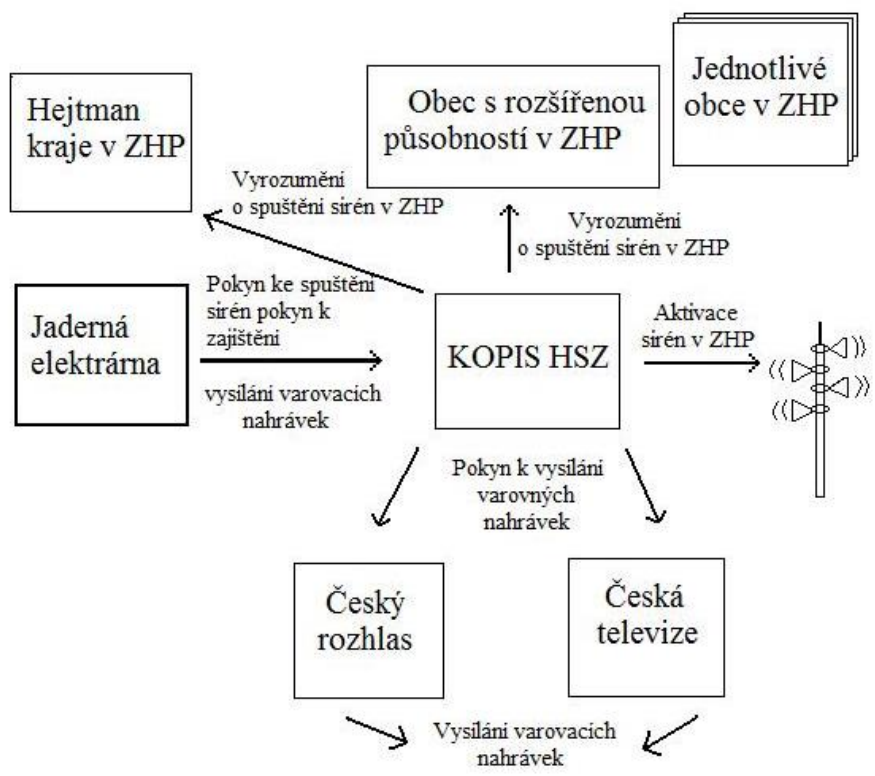 Jednotlivé
obce v ZHP
Hejtman
kraje v ZHP
Obec s rozšířenou
působností v ZHP
Vyrozumění
o spuštění sirén v ZHP
Vyrozumění
o spuštění sirén v ZHP
Jaderná
elektrárna
Pokyn ke spuštění
sirén pokyn k
zajištění
vysílání varovacích
nahrávek
KOPIS HSZ
Aktivace
sirén v ZHP
Pokyn k vysílání
varovných
nahrávek
Český
rozhlas
Česká
televize
Vysílání varovacích
nahrávek